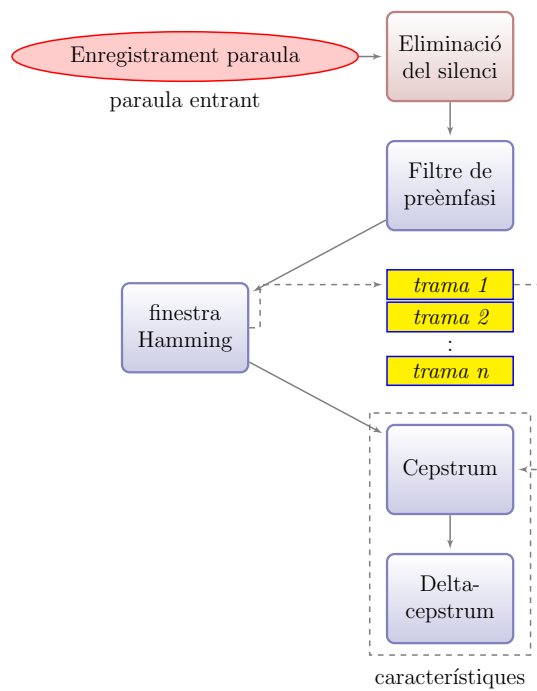 Enregistrament paraula
paraula entrant
Eliminació
del silenci
Filtre de
preèmfasi
finestra
Hamming
trama 1
trama 2
:
trama n
Cepstrum
Delta-
cepstrum
característiques